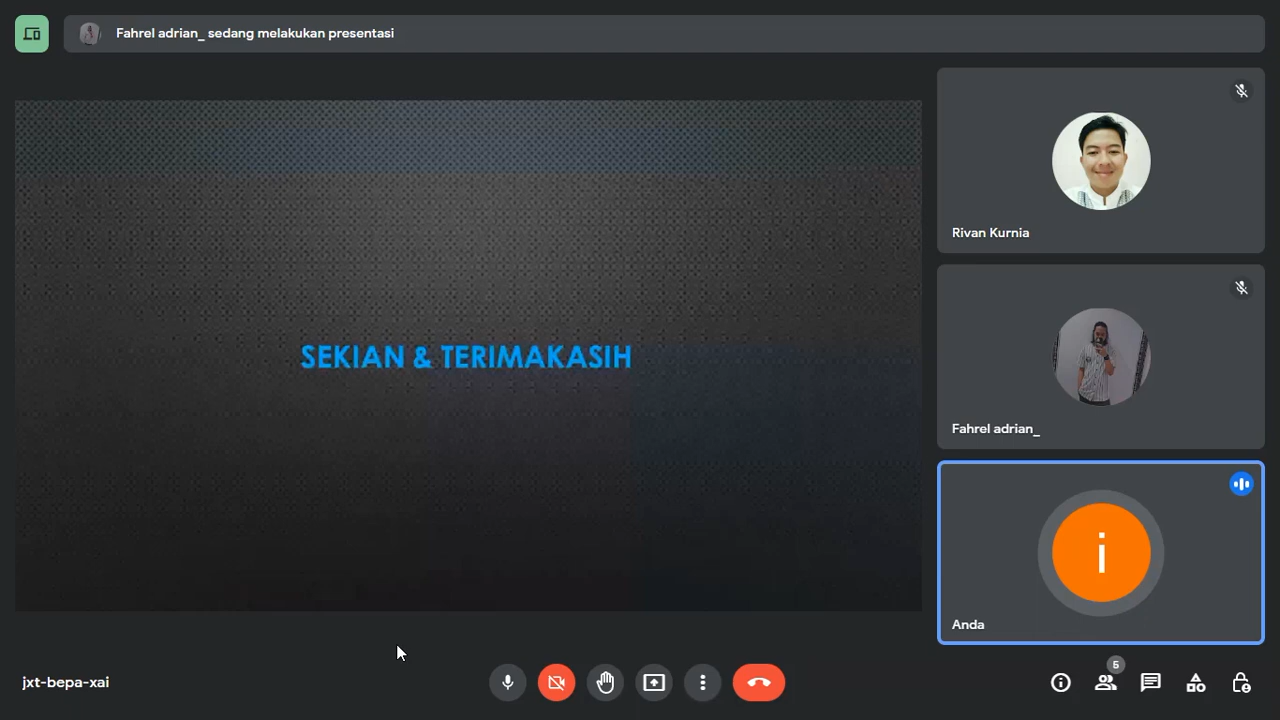 Fahrel adrian_ sedang melakukan presentasi
SEKIAN & TERIMAKASIH
Rivan Kurnia
Fahrel adrian_
i
Anda
jxt-bepa-xai
5